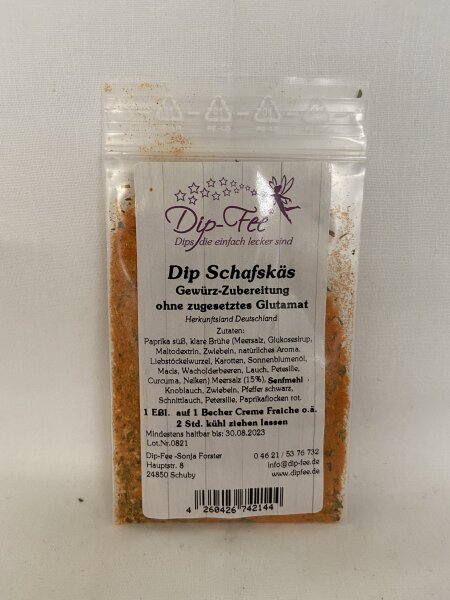 Dip-Fee
Dips, die einfach lecker sind
Dip Schafskäs
Gewürz-Zubereitung
ohne zugesetztes Glutamat
Herkunftsland Deutschland
Zutaten:
Paprika süß, klare Brühe (Meersalz, Glukosesirup,
Maltodextrin, Zwiebeln, natürliches Aroma,
Liebstöckelwurzel, Karotten, Sonnenblumenöl,
Macis, Wacholderbeeren, Lauch, Petesilie,
Curcuma, Nelken) Meersalz (15%), Senfmehl,
Knoblauch, Zwiebeln, Pfeffer schwarz,
Schnittlauch, Petersilie, Paprikaflocken rot.
1 Eßl. auf 1 Becher Creme Fraiche o.ä.
2 Std. kühl ziehen lassen
Mindestens haltbar bis: 30.08.2023
Lot.Nr.0821
Dip-Fee -Sonja Forster 0 46 21 / 53 76 732
Hauptstr. 8 info@dip-fee.de
24850 Schuby www.dipfee.de
4 260426 742144